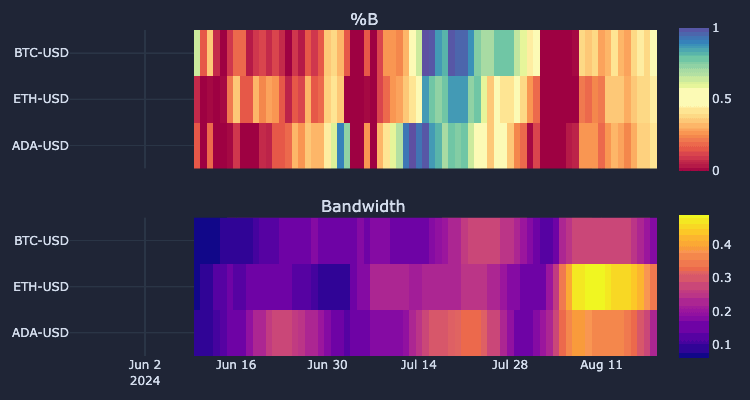 %B
BTC-USD
ETH-USD
ADA-USD
1
0.5
0
Bandwidth
BTC-USD
ETH-USD
ADA-USD
0.4
0.3
0.2
0.1
Jun 2 Jun 16 Jun 30 Jul 14 Jul 28 Aug 11
2024